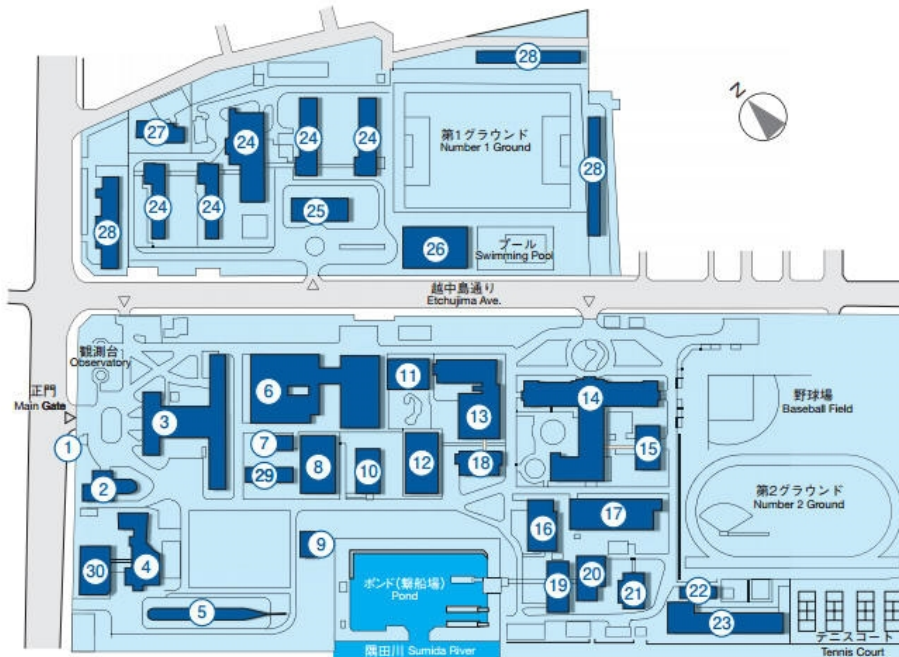 28
N
27
24
24
24
第1グラウンド
Number 1 Ground
28
24
24
25
28
26
プール
Swimming Pool
越中島通り
Etchujima Ave.
観測台
Observatory
正門
Main Gate
1
3
6
11
13
14
野球場
Baseball Field
7
8
10
12
18
15
29
2
第2グラウンド
Number 2 Ground
16
17
9
30
4
ポンド(繋船場)
Pond
19
20
21
22
5
23
テニスコート
Tennis Court
隅田川 Sumida River